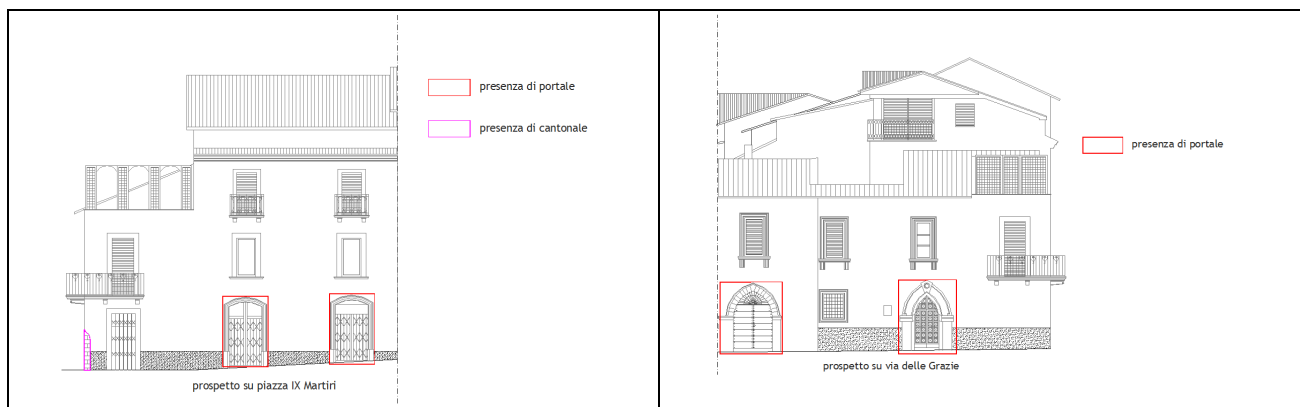 presenza di portale
presenza di cantonale
prospetto su piazza IX Martiri
presenza di portale
prospetto su via delle Grazie